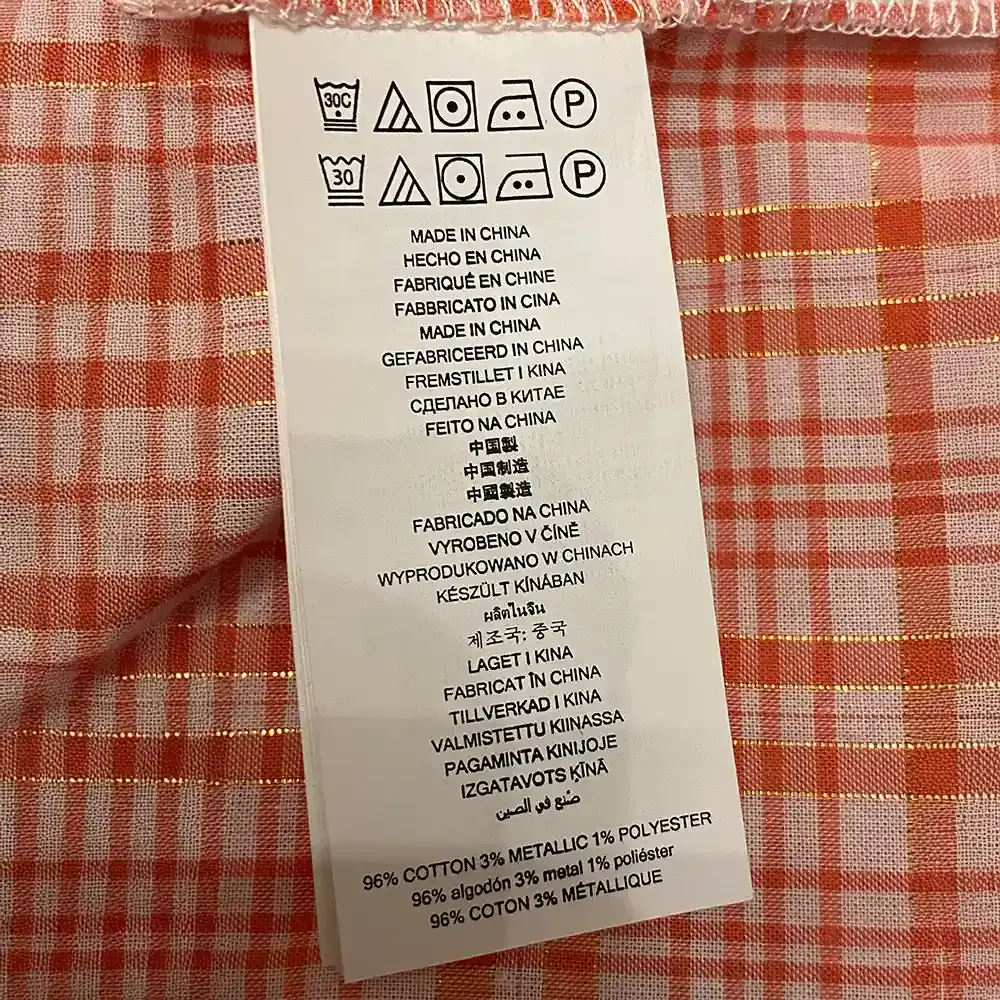 30C P
30 P
MADE IN CHINA
HECHO EN CHINA
FABRIQUÉ EN CHINE
FABBRICATO IN CINA
MADE IN CHINA
GEFABRICEERD IN CHINA
FREMSTILLET I KINA
СДЕЛАНО В КИТАЕ
FEITO NA CHINA
中国製
中国制造
中國製造
FABRICADO NA CHINA
VYROBENO V ČÍNĚ
WYPRODUKOWANO W CHINACH
KÉSZÜLT KÍNÁBAN
ผลิตในจีน
제조국: 중국
LAGET I KINA
FABRICAT ÎN CHINA
TILLVERKAD I KINA
VALMISTETTU KIINASSA
PAGAMINTA KINIJOJE
IZGATAVOTS ĶĪNĀ
صُنع في الصين
96% COTTON 3% METALLIC 1% POLYESTER
96% algodón 3% metal 1% poliéster
96% COTON 3% MÉTALLIQUE